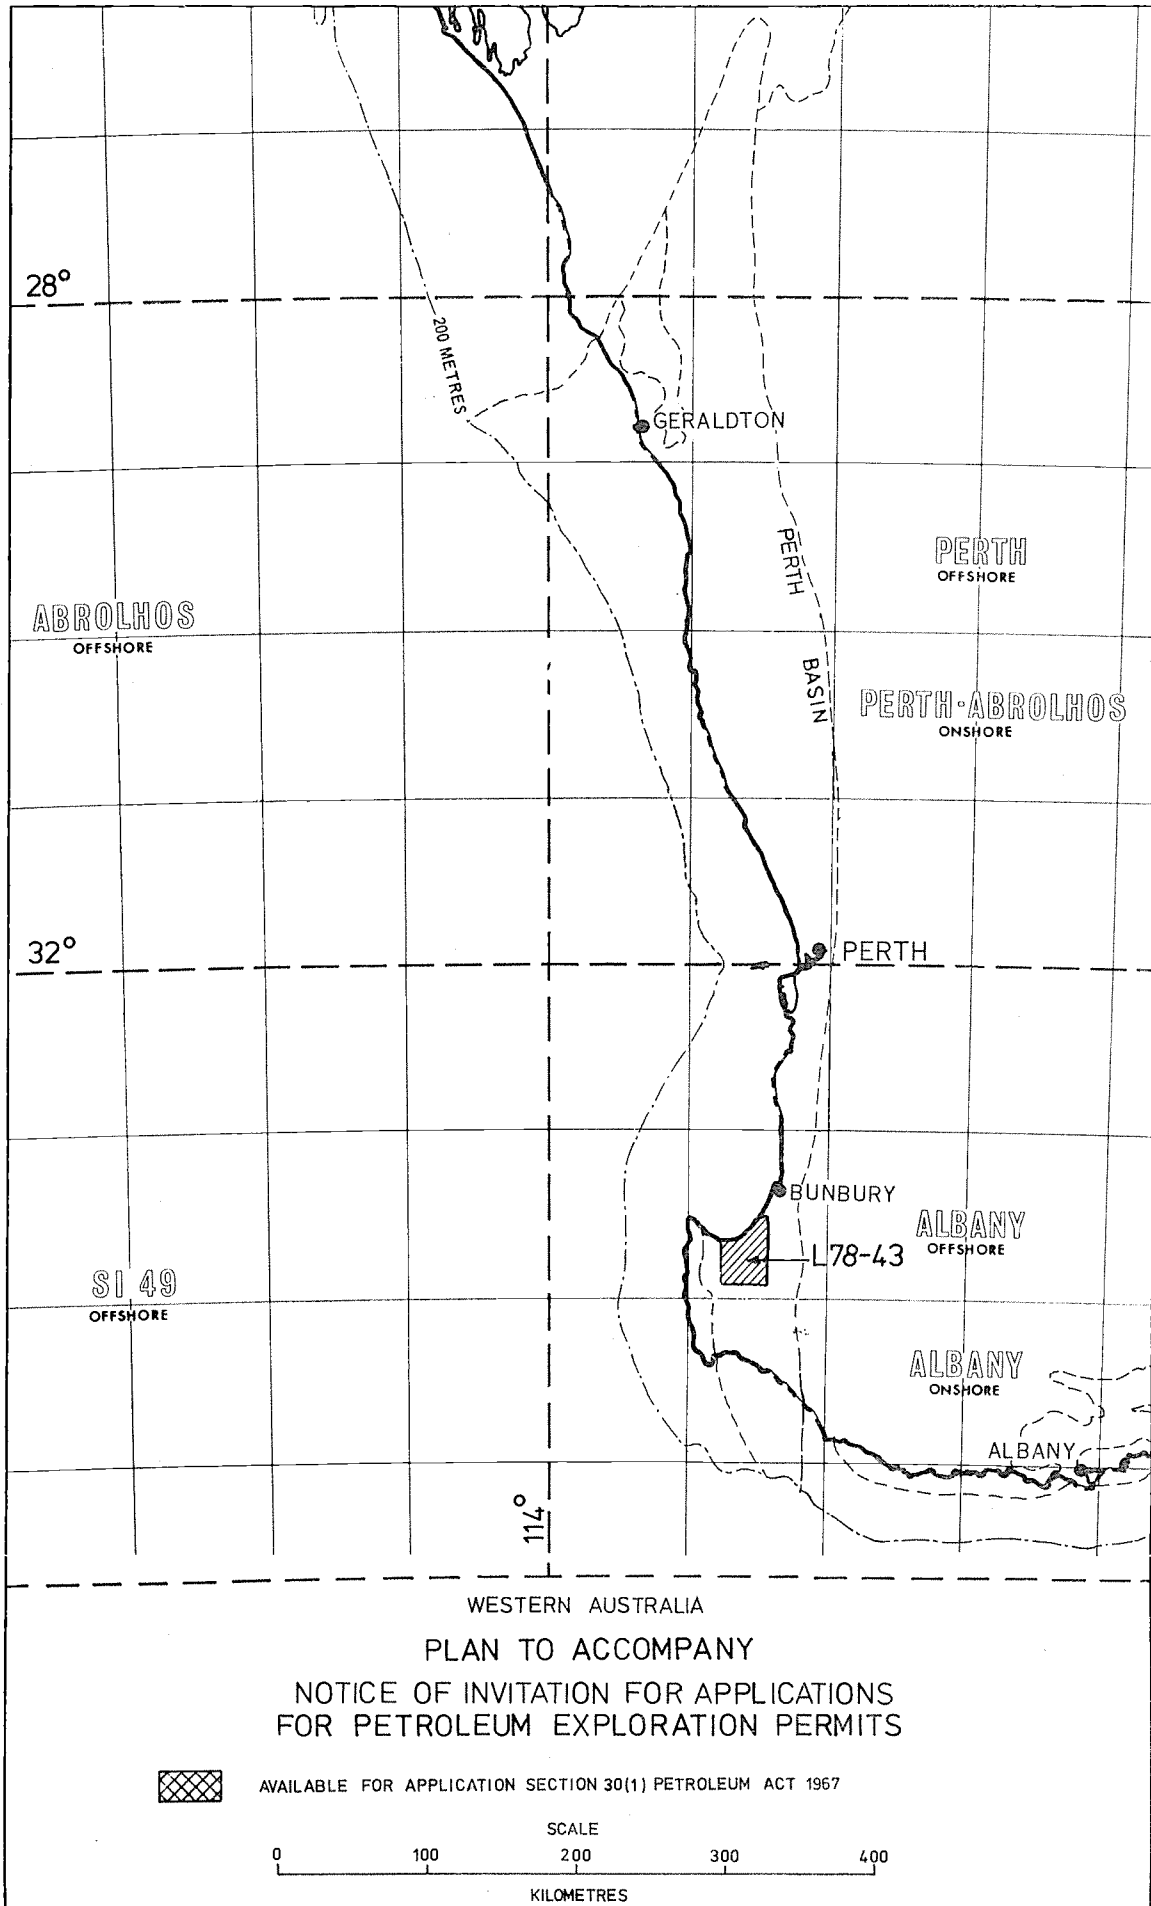 28°
200 METRES
GERALDTON
PERTH
OFFSHORE
PERTH
BASIN
ABROLHOS
OFFSHORE
PERTH-ABROLHOS
ONSHORE
32°
PERTH
BUNBURY
ALBANY
OFFSHORE
L78-43
SI 49
OFFSHORE
ALBANY
ONSHORE
ALBANY
114°
WESTERN AUSTRALIA
PLAN TO ACCOMPANY
NOTICE OF INVITATION FOR APPLICATIONS
FOR PETROLEUM EXPLORATION PERMITS
AVAILABLE FOR APPLICATION SECTION 30(1) PETROLEUM ACT 1967
SCALE
0 100 200 300 400
KILOMETRES